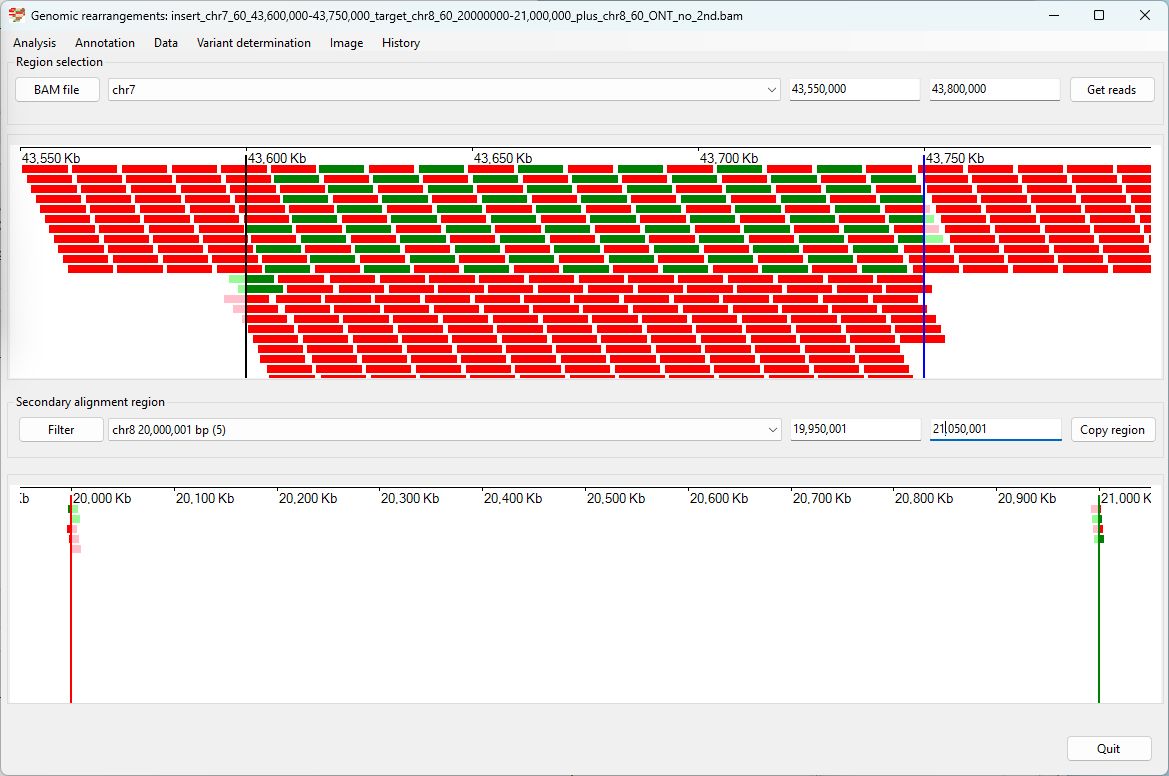 Genomic rearrangements: insert_chr7_60_43,600,000-43,750,000_target_chr8_60_20000000-21,000,000_plus_chr8_60_ONT_no_2nd.bam
Analysis Annotation Data Variant determination Image History
Region selection
BAM file chr7 43,550,000 43,800,000 Get reads
43,550 Kb 43,600 Kb 43,650 Kb 43,700 Kb 43,750 Kb
Secondary alignment region
Filter chr8 20,000,001 bp (5) 19,950,001 21,050,001 Copy region
b 20,000 Kb 20,100 Kb 20,200 Kb 20,300 Kb 20,400 Kb 20,500 Kb 20,600 Kb 20,700 Kb 20,800 Kb 20,900 Kb 21,000 K
Quit